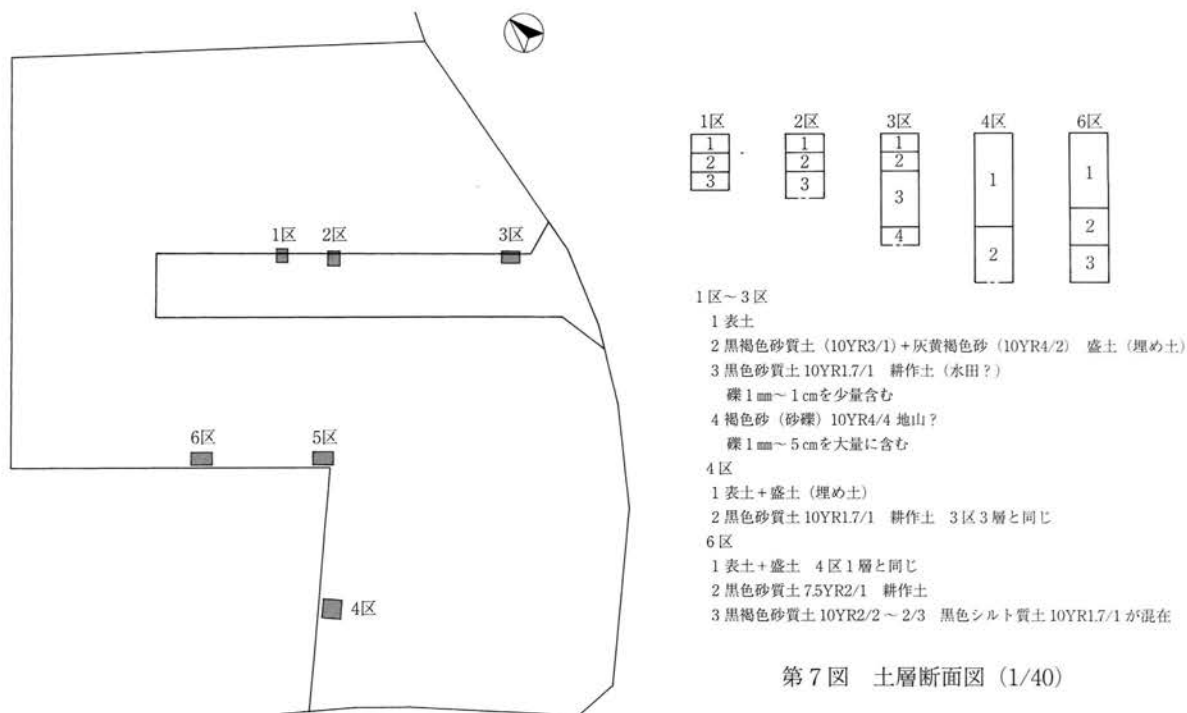 1区
2区
3区
6区
5区
4区
1区 2区 3区 4区 6区
1 1 1 1 1
2 2 2 2 2
3 3 3 3
4
1区～3区
1 表土
2 黒褐色砂質土（10YR3/1）＋灰黄褐色砂（10YR4/2） 盛土（埋め土）
3 黒色砂質土 10YR1.7/1 耕作土（水田？）
礫1㎜～1㎝を少量含む
4 褐色砂（砂礫）10YR4/4 地山？
礫1㎜～5㎝を大量に含む
4区
1 表土＋盛土（埋め土）
2 黒色砂質土 10YR1.7/1 耕作土 3区3層と同じ
6区
1 表土＋盛土 4区1層と同じ
2 黒色砂質土 7.5YR2/1 耕作土
3 黒褐色砂質土 10YR2/2～2/3 黒色シルト質土 10YR1.7/1が混在
第7図 土層断面図（1/40）